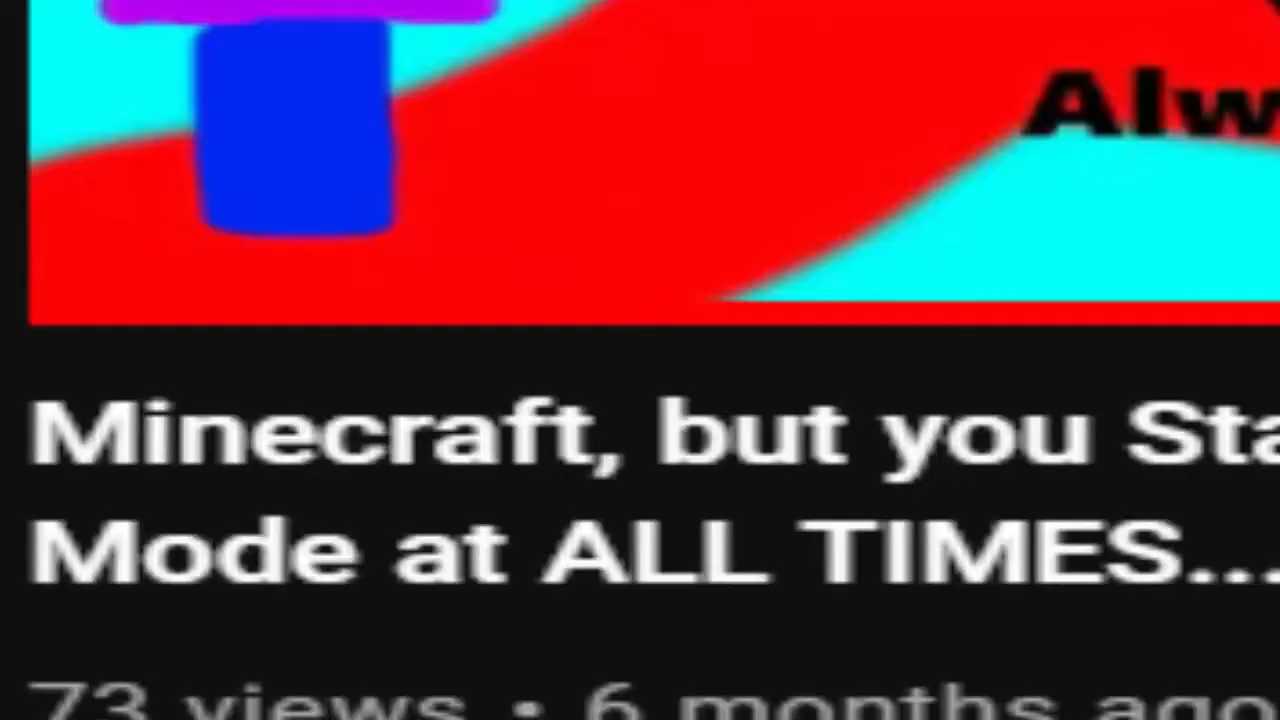 Alw
Minecraft, but you Sta
Mode at ALL TIMES...
73 views • 6 months ago